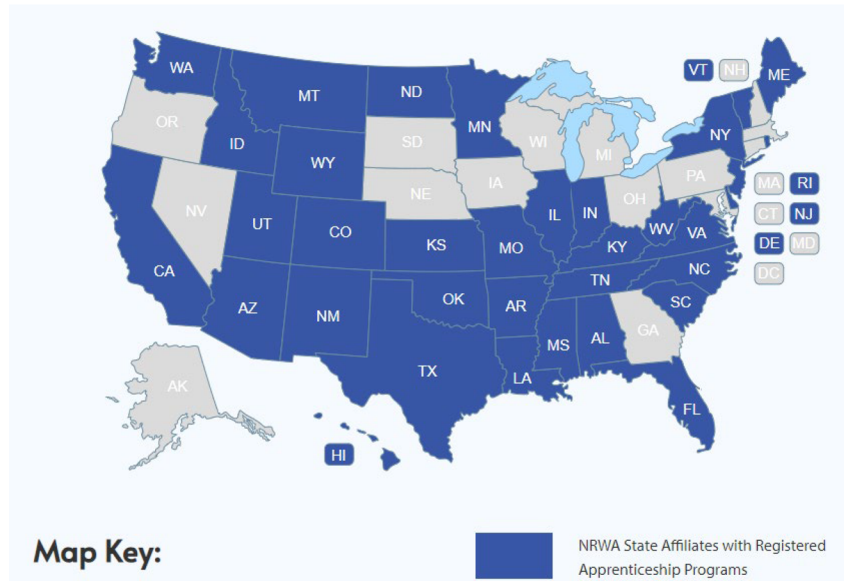 WA
MT
ND
MN
VT
NH
ME
OR
ID
WY
SD
WI
MI
NY
NV
UT
CO
NE
IA
IL
IN
OH
PA
MA
RI
CT
NJ
DE
MD
DC
CA
AZ
NM
KS
MO
KY
WV
VA
OK
AR
TN
NC
SC
TX
LA
MS
AL
GA
FL
AK
HI
Map Key:
NRWA State Affiliates with Registered
Apprenticeship Programs